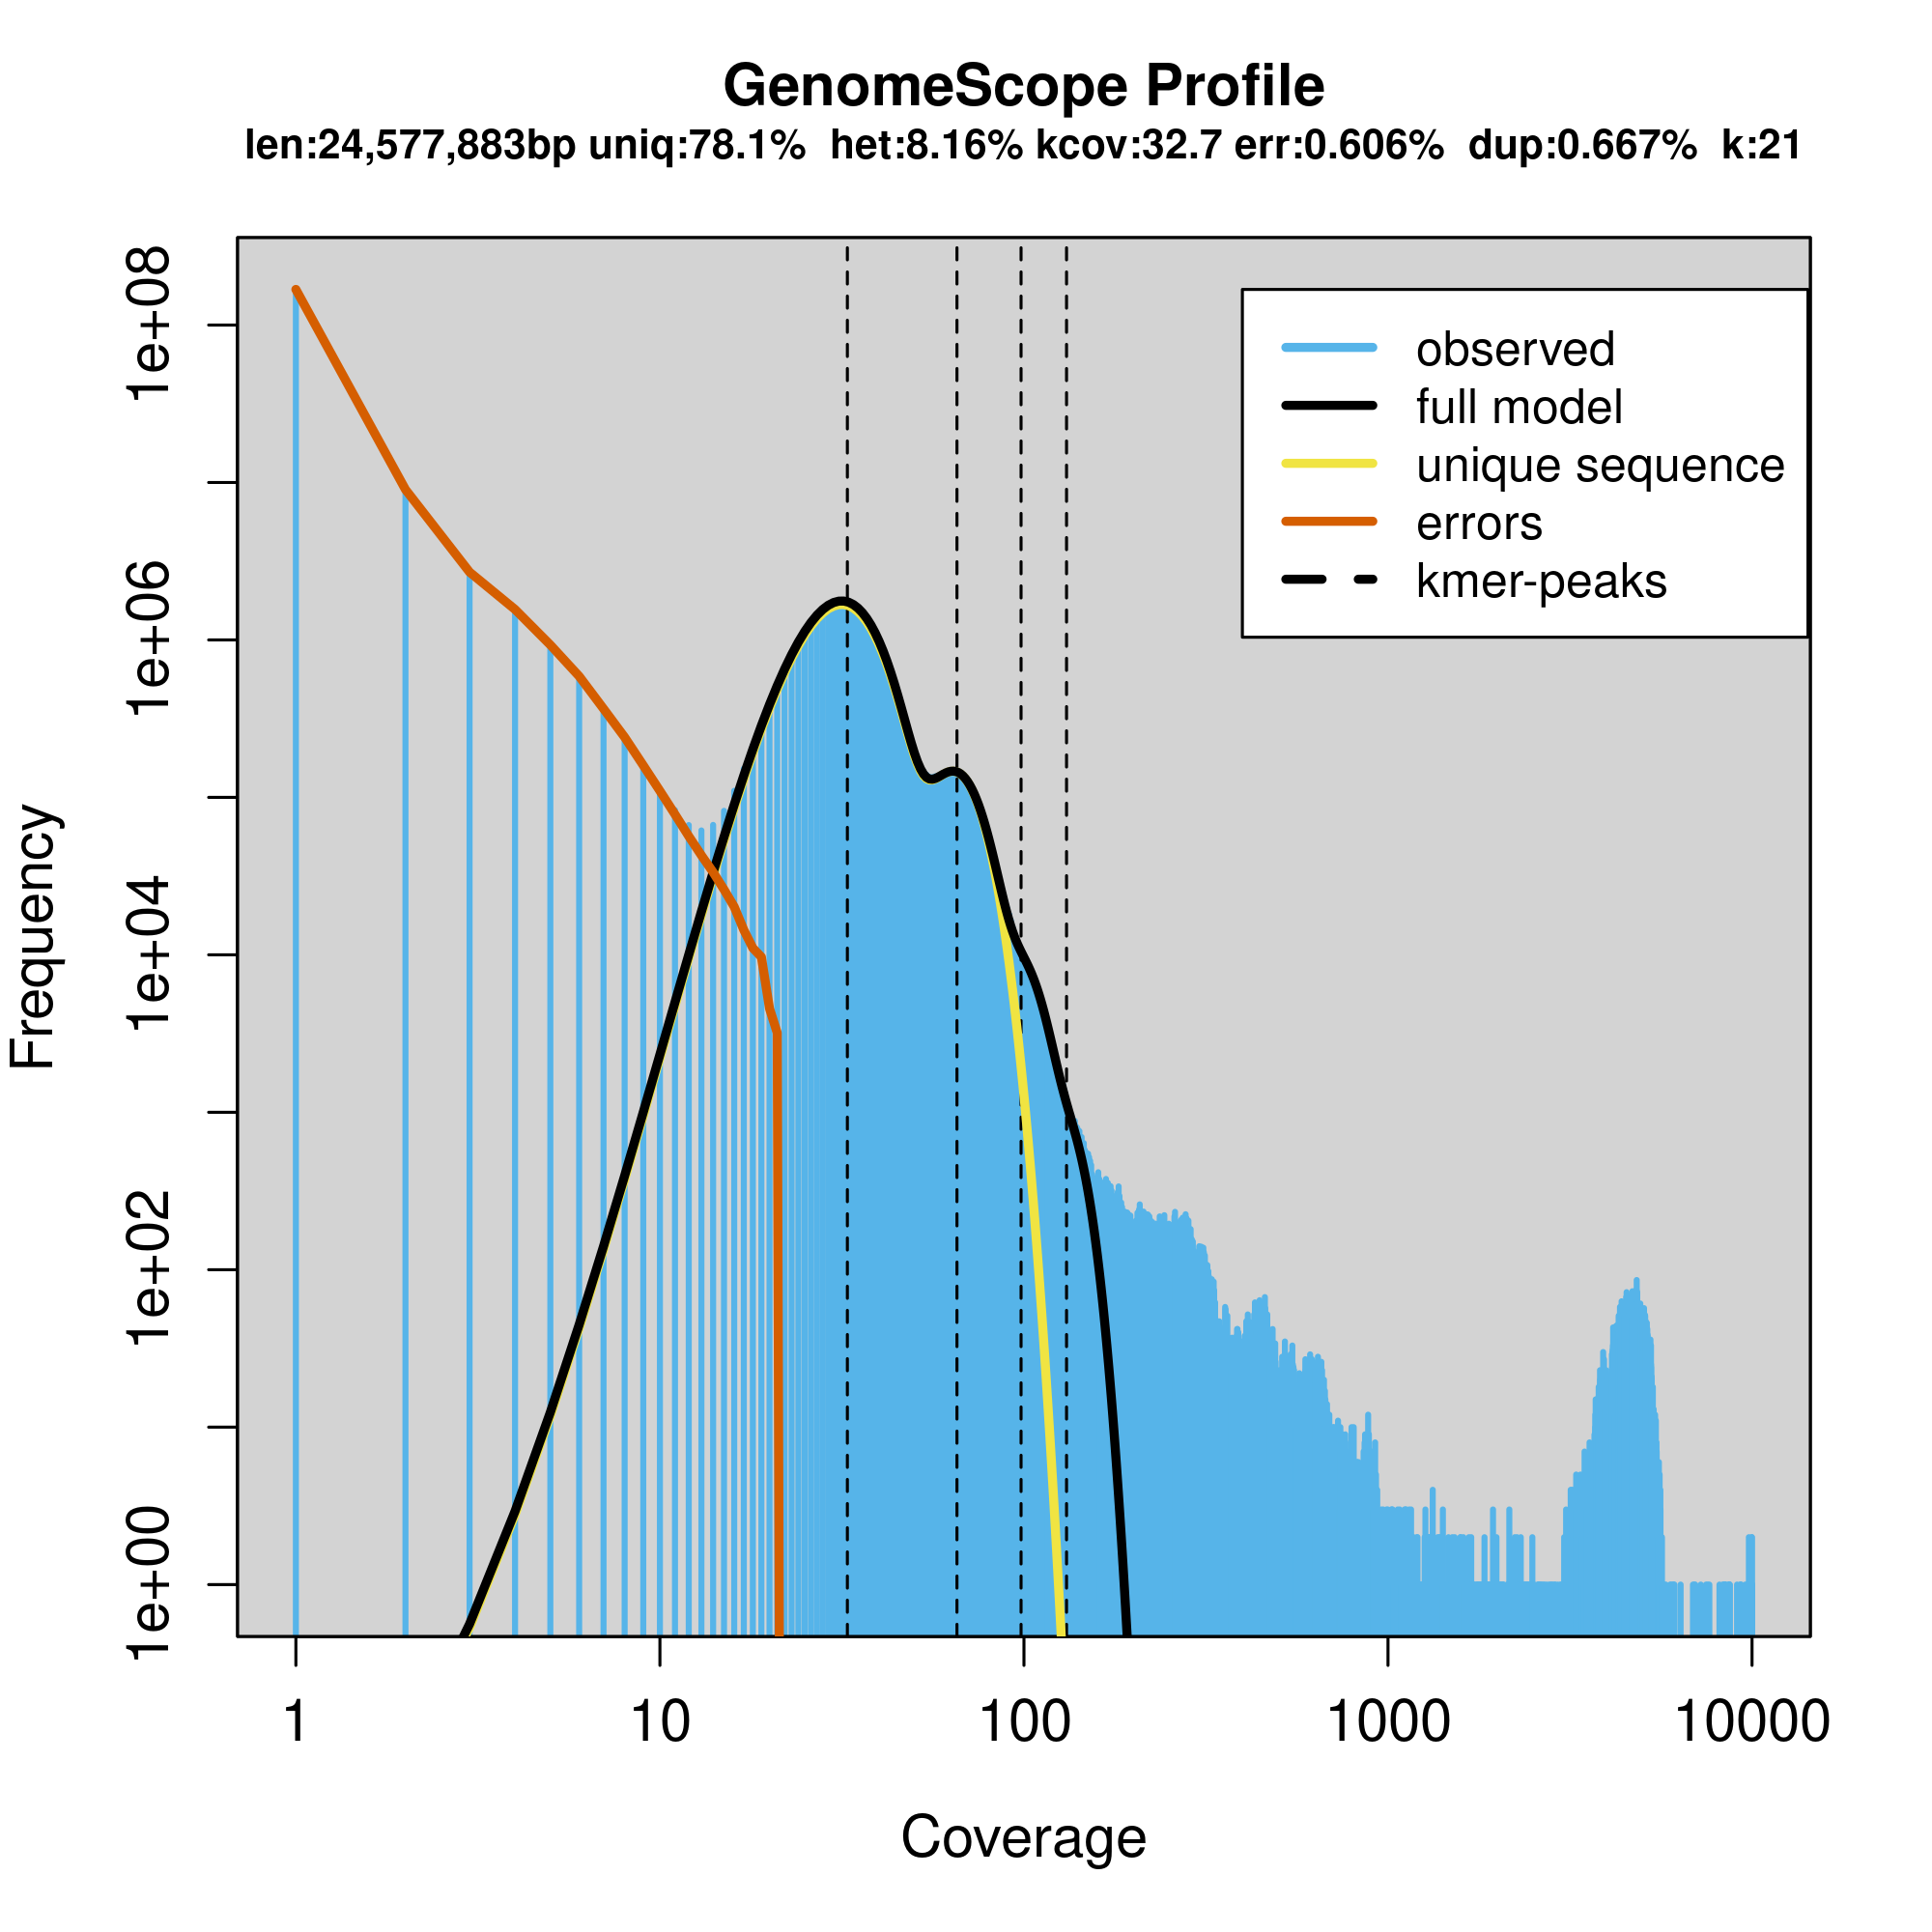 GenomeScope Profile
len:24,577,883bp uniq:78.1% het:8.16% kcov:32.7 err:0.606% dup:0.667% k:21
observed
full model
unique sequence
errors
kmer-peaks
Frequency
1e+08
1e+06
1e+04
1e+02
1e+00
1
10
100
1000
10000
Coverage